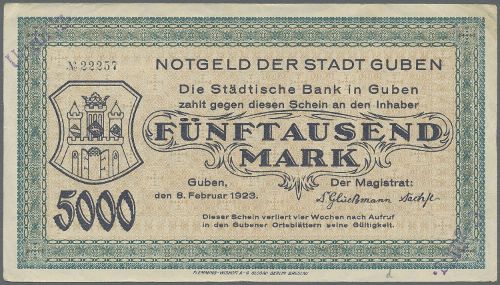 № 22257
NOTGELD DER STADT GUBEN
Die Städtische Bank in Guben
zahlt gegen diesen Schein an den Inhaber
FÜNFTAUSEND
MARK
5000
Guben,
den 8. Februar 1923.
Der Magistrat:
Dieser Schein verliert vier Wochen nach Aufruf
in den Gubener Ortsblättern seine Gültigkeit.